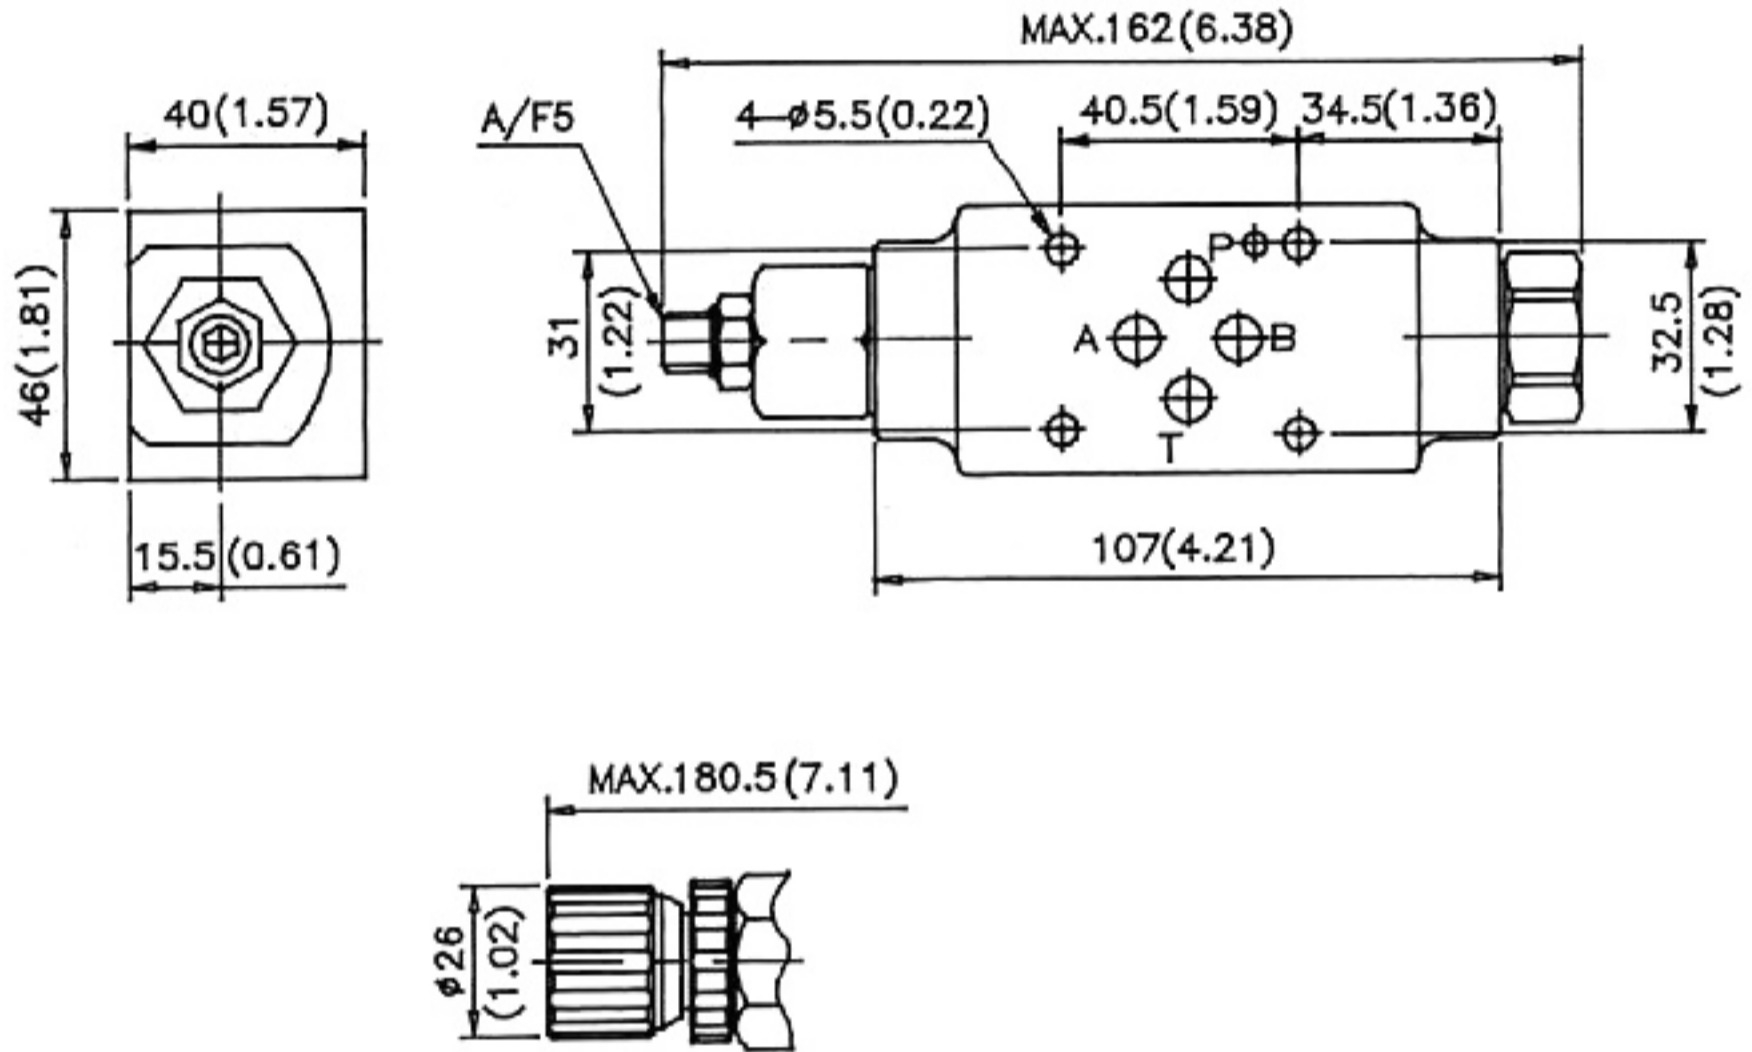 MAX.162(6.38)
40(1.57)
A/F5
4-ø5.5(0.22)
40.5(1.59)
34.5(1.36)
46(1.81)
31
(1.22)
P
A
B
T
32.5
(1.28)
15.5(0.61)
107(4.21)
MAX.180.5(7.11)
ø26
(1.02)